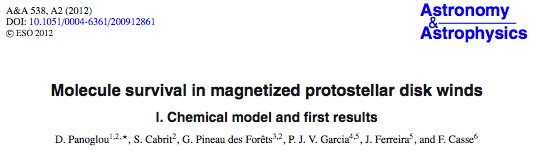 A&A 538, A2 (2012)
DOI: 10.1051/0004-6361/200912861
© ESO 2012
Astronomy
&
Astrophysics
Molecule survival in magnetized protostellar disk winds
I. Chemical model and first results
D. Panoglou1,2,*, S. Cabrit2, G. Pineau des Forêts3,2, P. J. V. Garcia4,5, J. Ferreira5, and F. Casse6